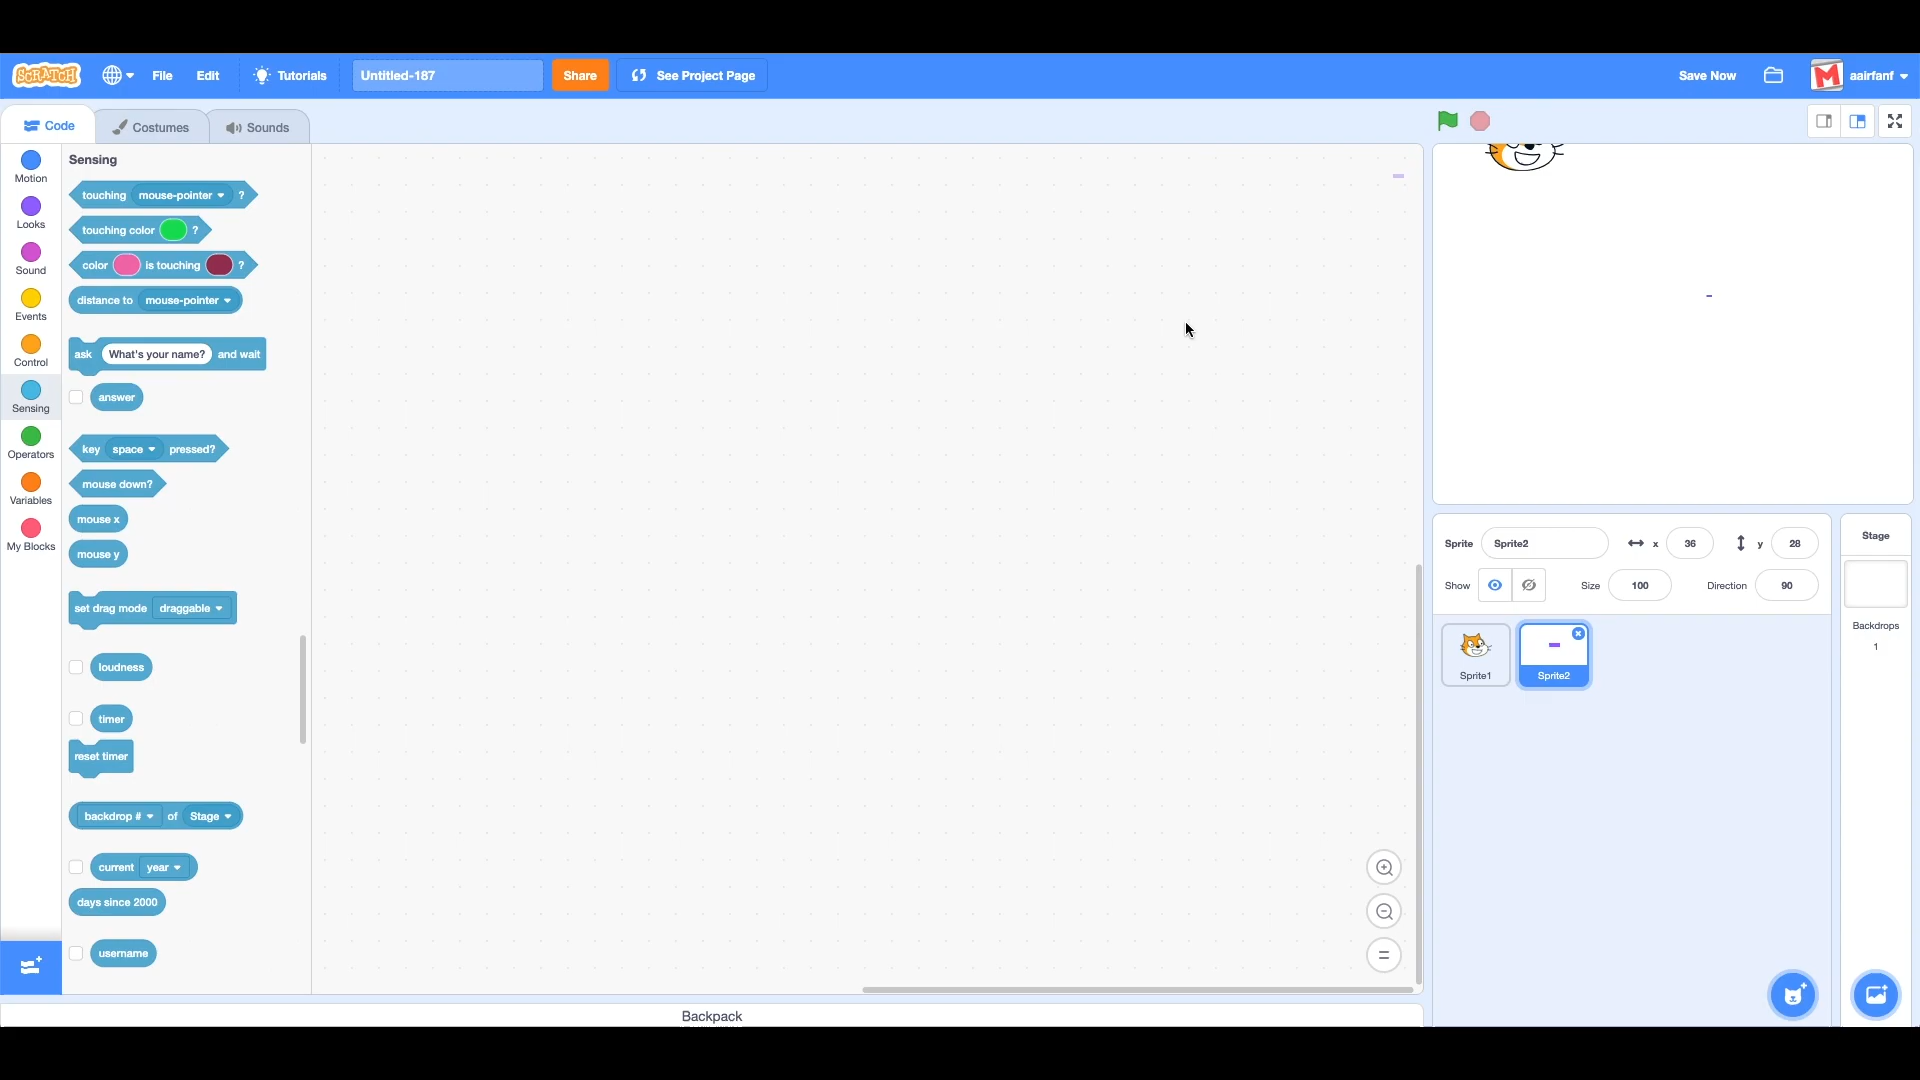 SCRATCH File Edit Tutorials Untitled-187 Share See Project Page Save Now aairfanf
Code Costumes Sounds
Motion
Looks
Sound
Events
Control
Sensing
Operators
Variables
My Blocks
Sensing
touching mouse-pointer ?
touching color ?
color is touching ?
distance to mouse-pointer
ask What's your name? and wait
answer
key space pressed?
mouse down?
mouse x
mouse y
set drag mode draggable
loudness
timer
reset timer
backdrop # of Stage
current year
days since 2000
username
Backpack
Sprite Sprite2 x 36 y 28
Show Size 100 Direction 90
Sprite1
Sprite2
Stage
Backdrops
1